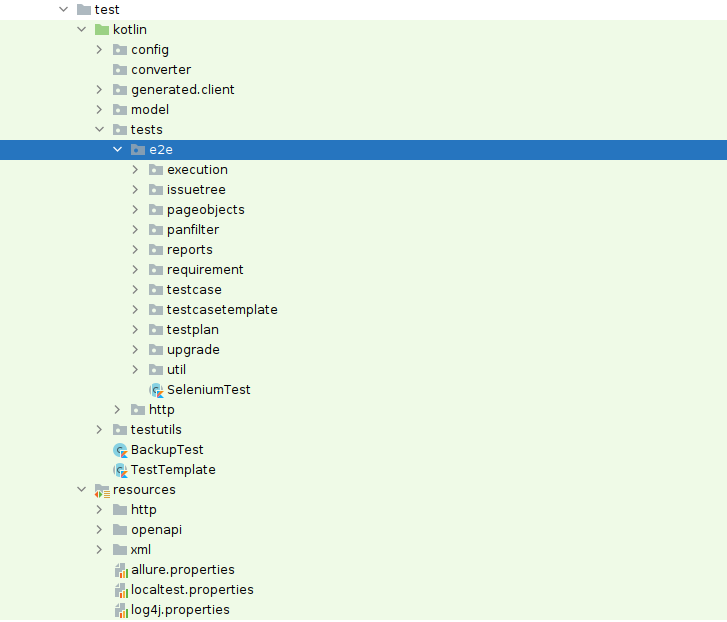 test
kotlin
config
converter
generated.client
model
tests
e2e
execution
issuetree
pageobjects
panfilter
reports
requirement
testcase
testcasetemplate
testplan
upgrade
util
SeleniumTest
http
testutils
BackupTest
TestTemplate
resources
http
openapi
xml
allure.properties
localtest.properties
log4j.properties